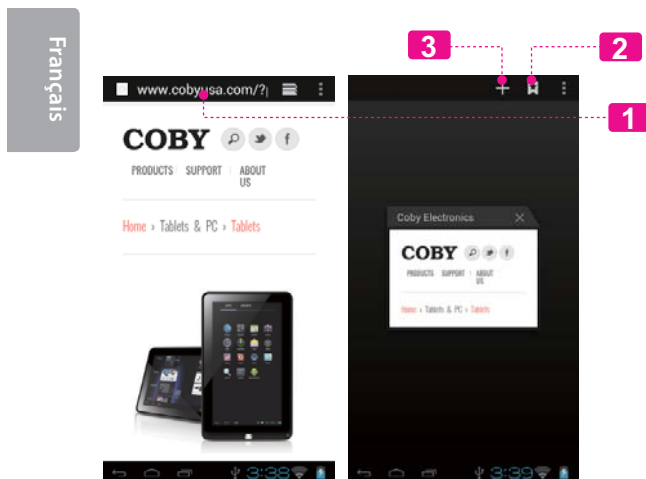 Français
3
2
1
www.cobyusa.com/?
COBY
PRODUCTS SUPPORT ABOUT
US
Home › Tablets & PC › Tablets
3:38
Coby Electronics
COBY
PRODUCTS SUPPORT ABOUT
US
Home › Tablets & PC › Tablets
3:39